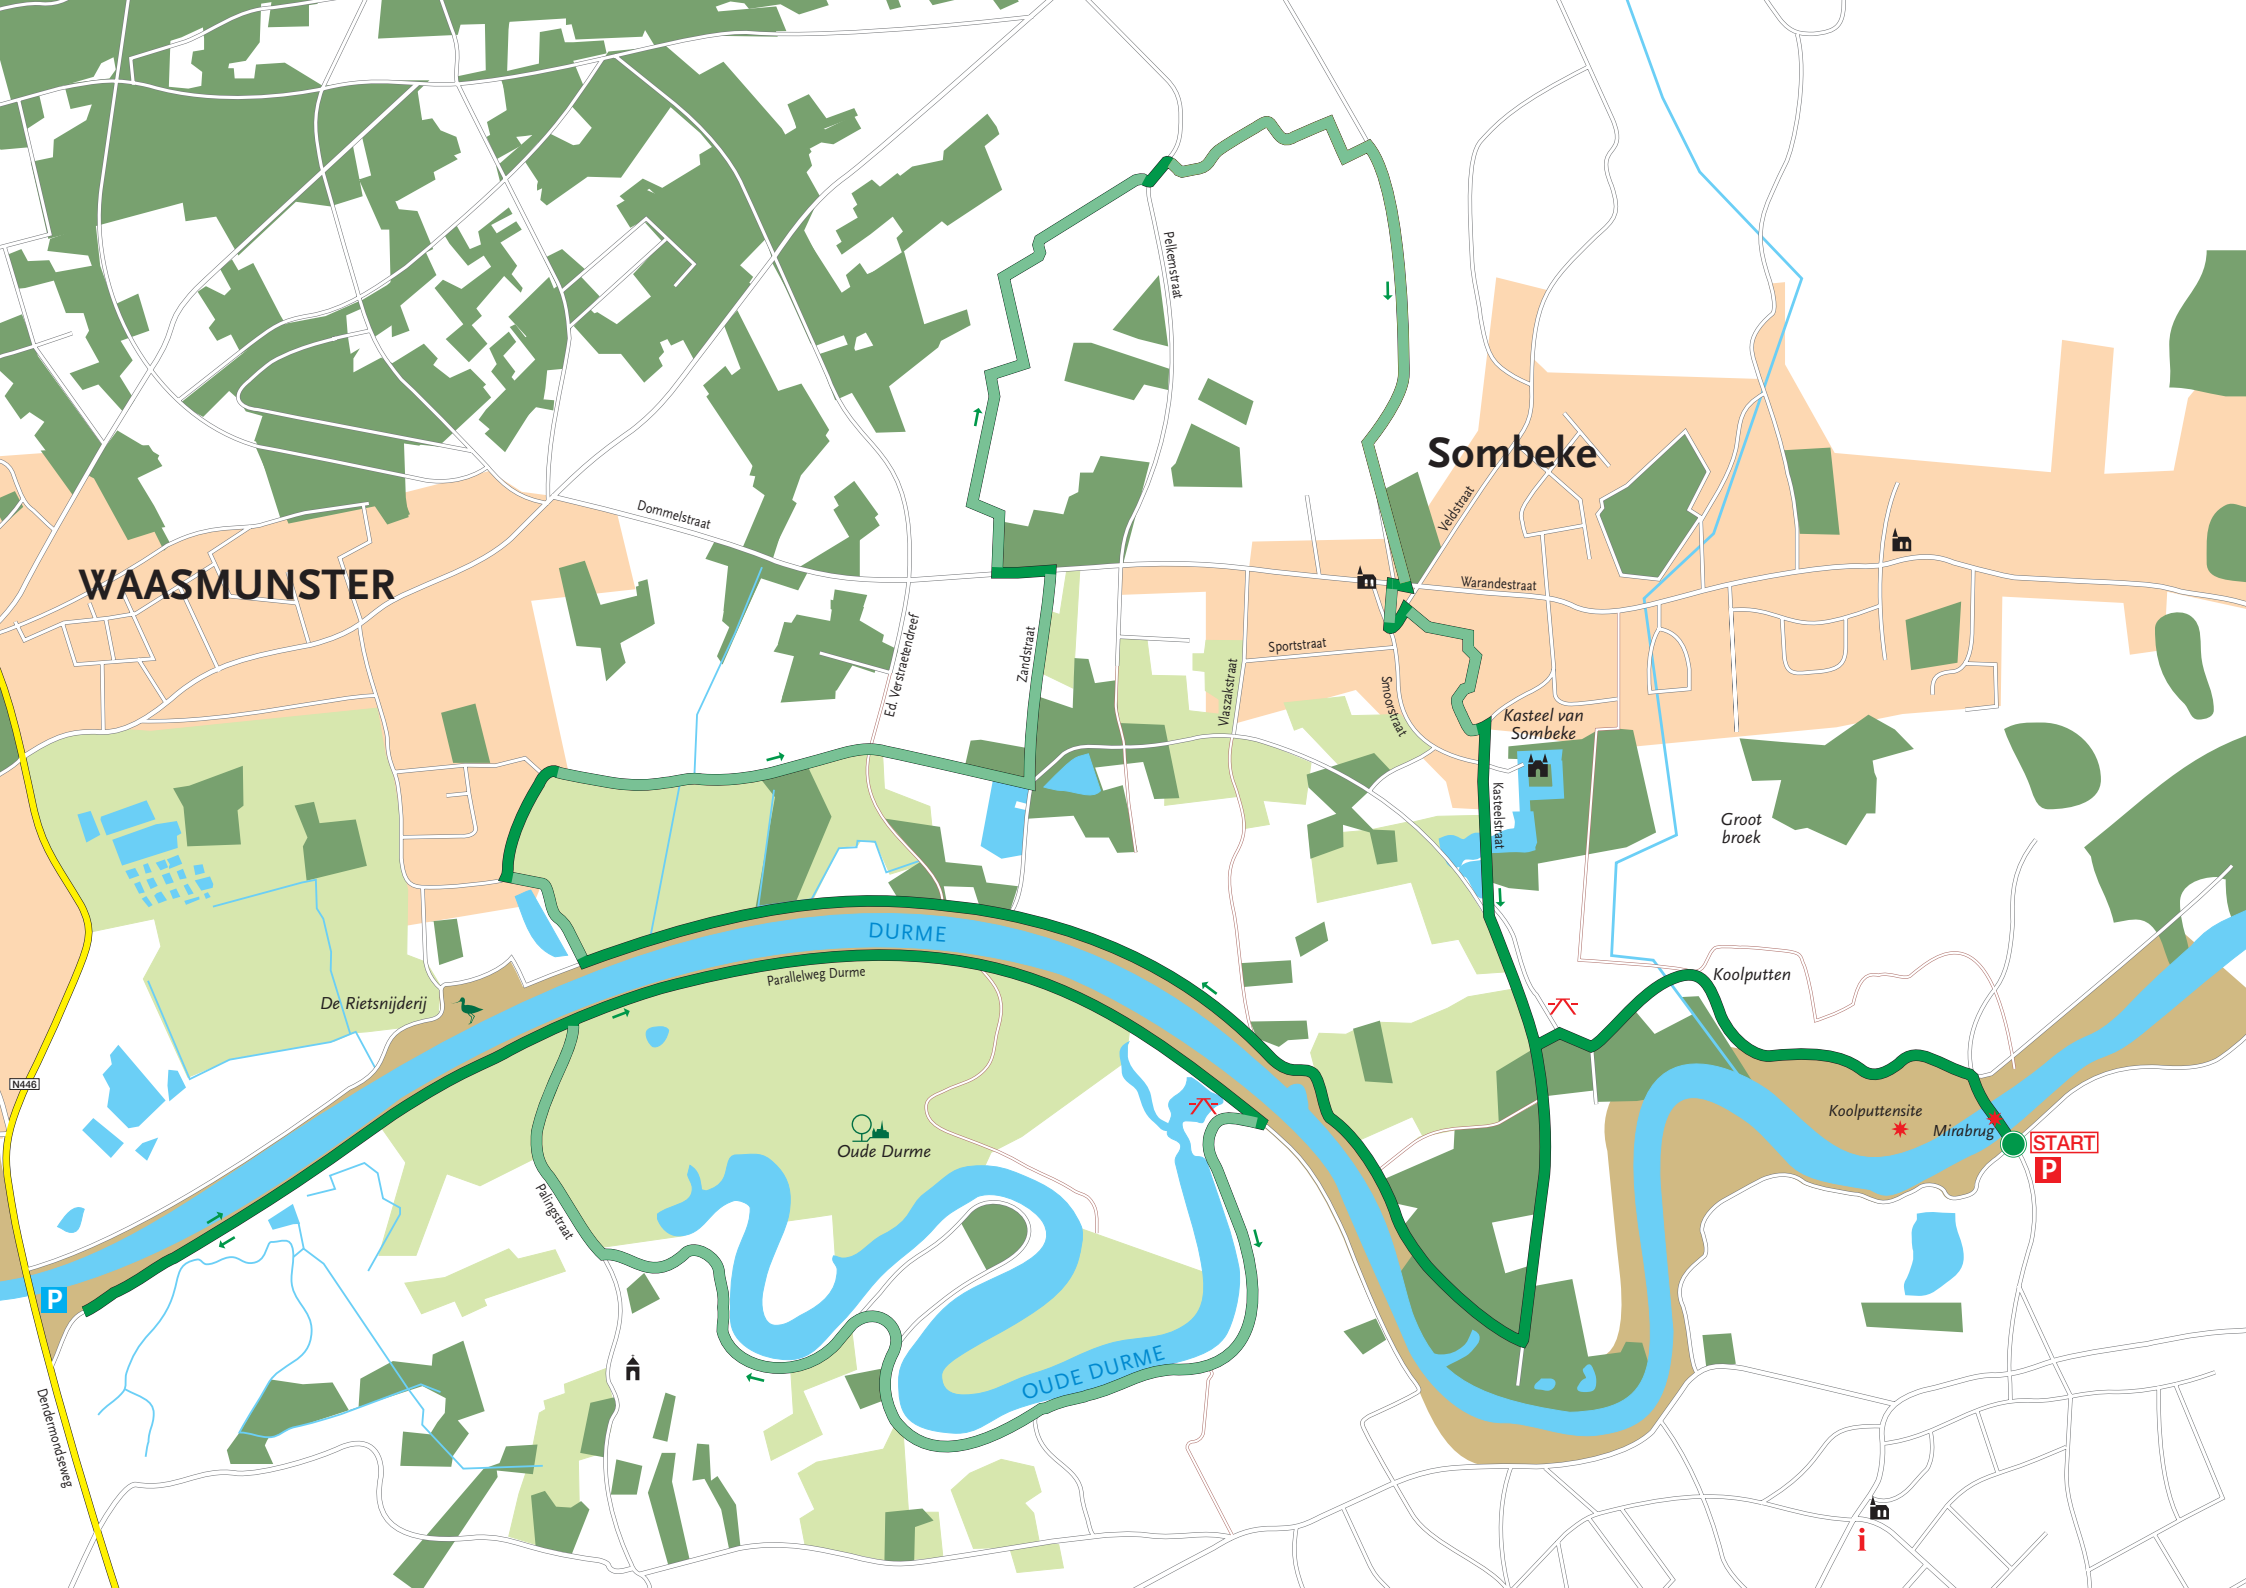 Pelkemstraat
Sombeke
Dommelstraat
Veldstraat
WAASMUNSTER
Warandestraat
Ed. Verstraetendreef
Zandstraat
Sportstraat
Vlaszakstraat
Smoorstraat
Kasteel van
Sombeke
Kasteelstraat
Groot
broek
DURME
Parallelweg Durme
Koolputten
De Rietsnijderij
N446
Koolputtensite
Mirabrug
START
P
Oude Durme
Palingstraat
P
OUDE DURME
Dendermondseweg
i